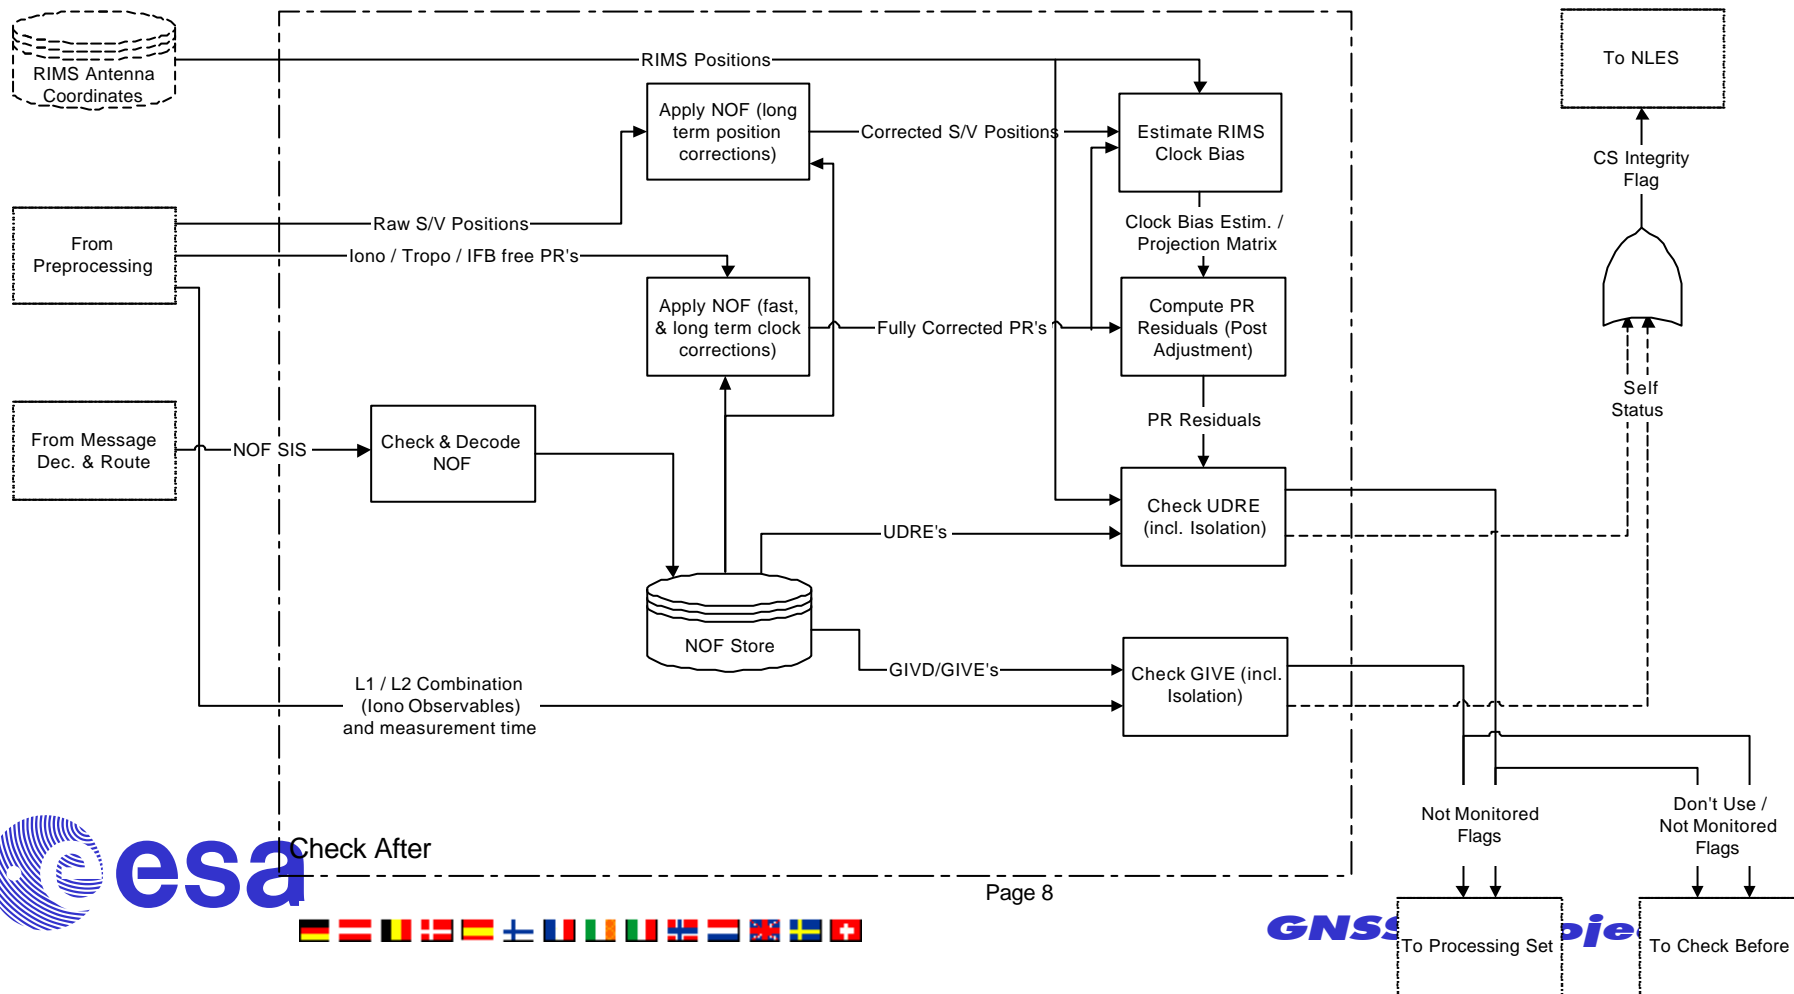 RIMS Antenna
Coordinates
RIMS Positions
To NLES
Apply NOF (long
term position
corrections)
Corrected S/V Positions
Estimate RIMS
Clock Bias
CS Integrity
Flag
From
Preprocessing
Raw S/V Positions
Iono / Tropo / IFB free PR's
Clock Bias Estim. /
Projection Matrix
Apply NOF (fast,
& long term clock
corrections)
Fully Corrected PR's
Compute PR
Residuals (Post
Adjustment)
Self
Status
PR Residuals
From Message
Dec. & Route
NOF SIS
Check & Decode
NOF
Check UDRE
(incl. Isolation)
UDRE's
NOF Store
GIVD/GIVE's
Check GIVE (incl.
Isolation)
L1 / L2 Combination
(Iono Observables)
and measurement time
Not Monitored
Flags
Don't Use /
Not Monitored
Flags
esa
Check After
Page 8
To Processing Set
To Check Before